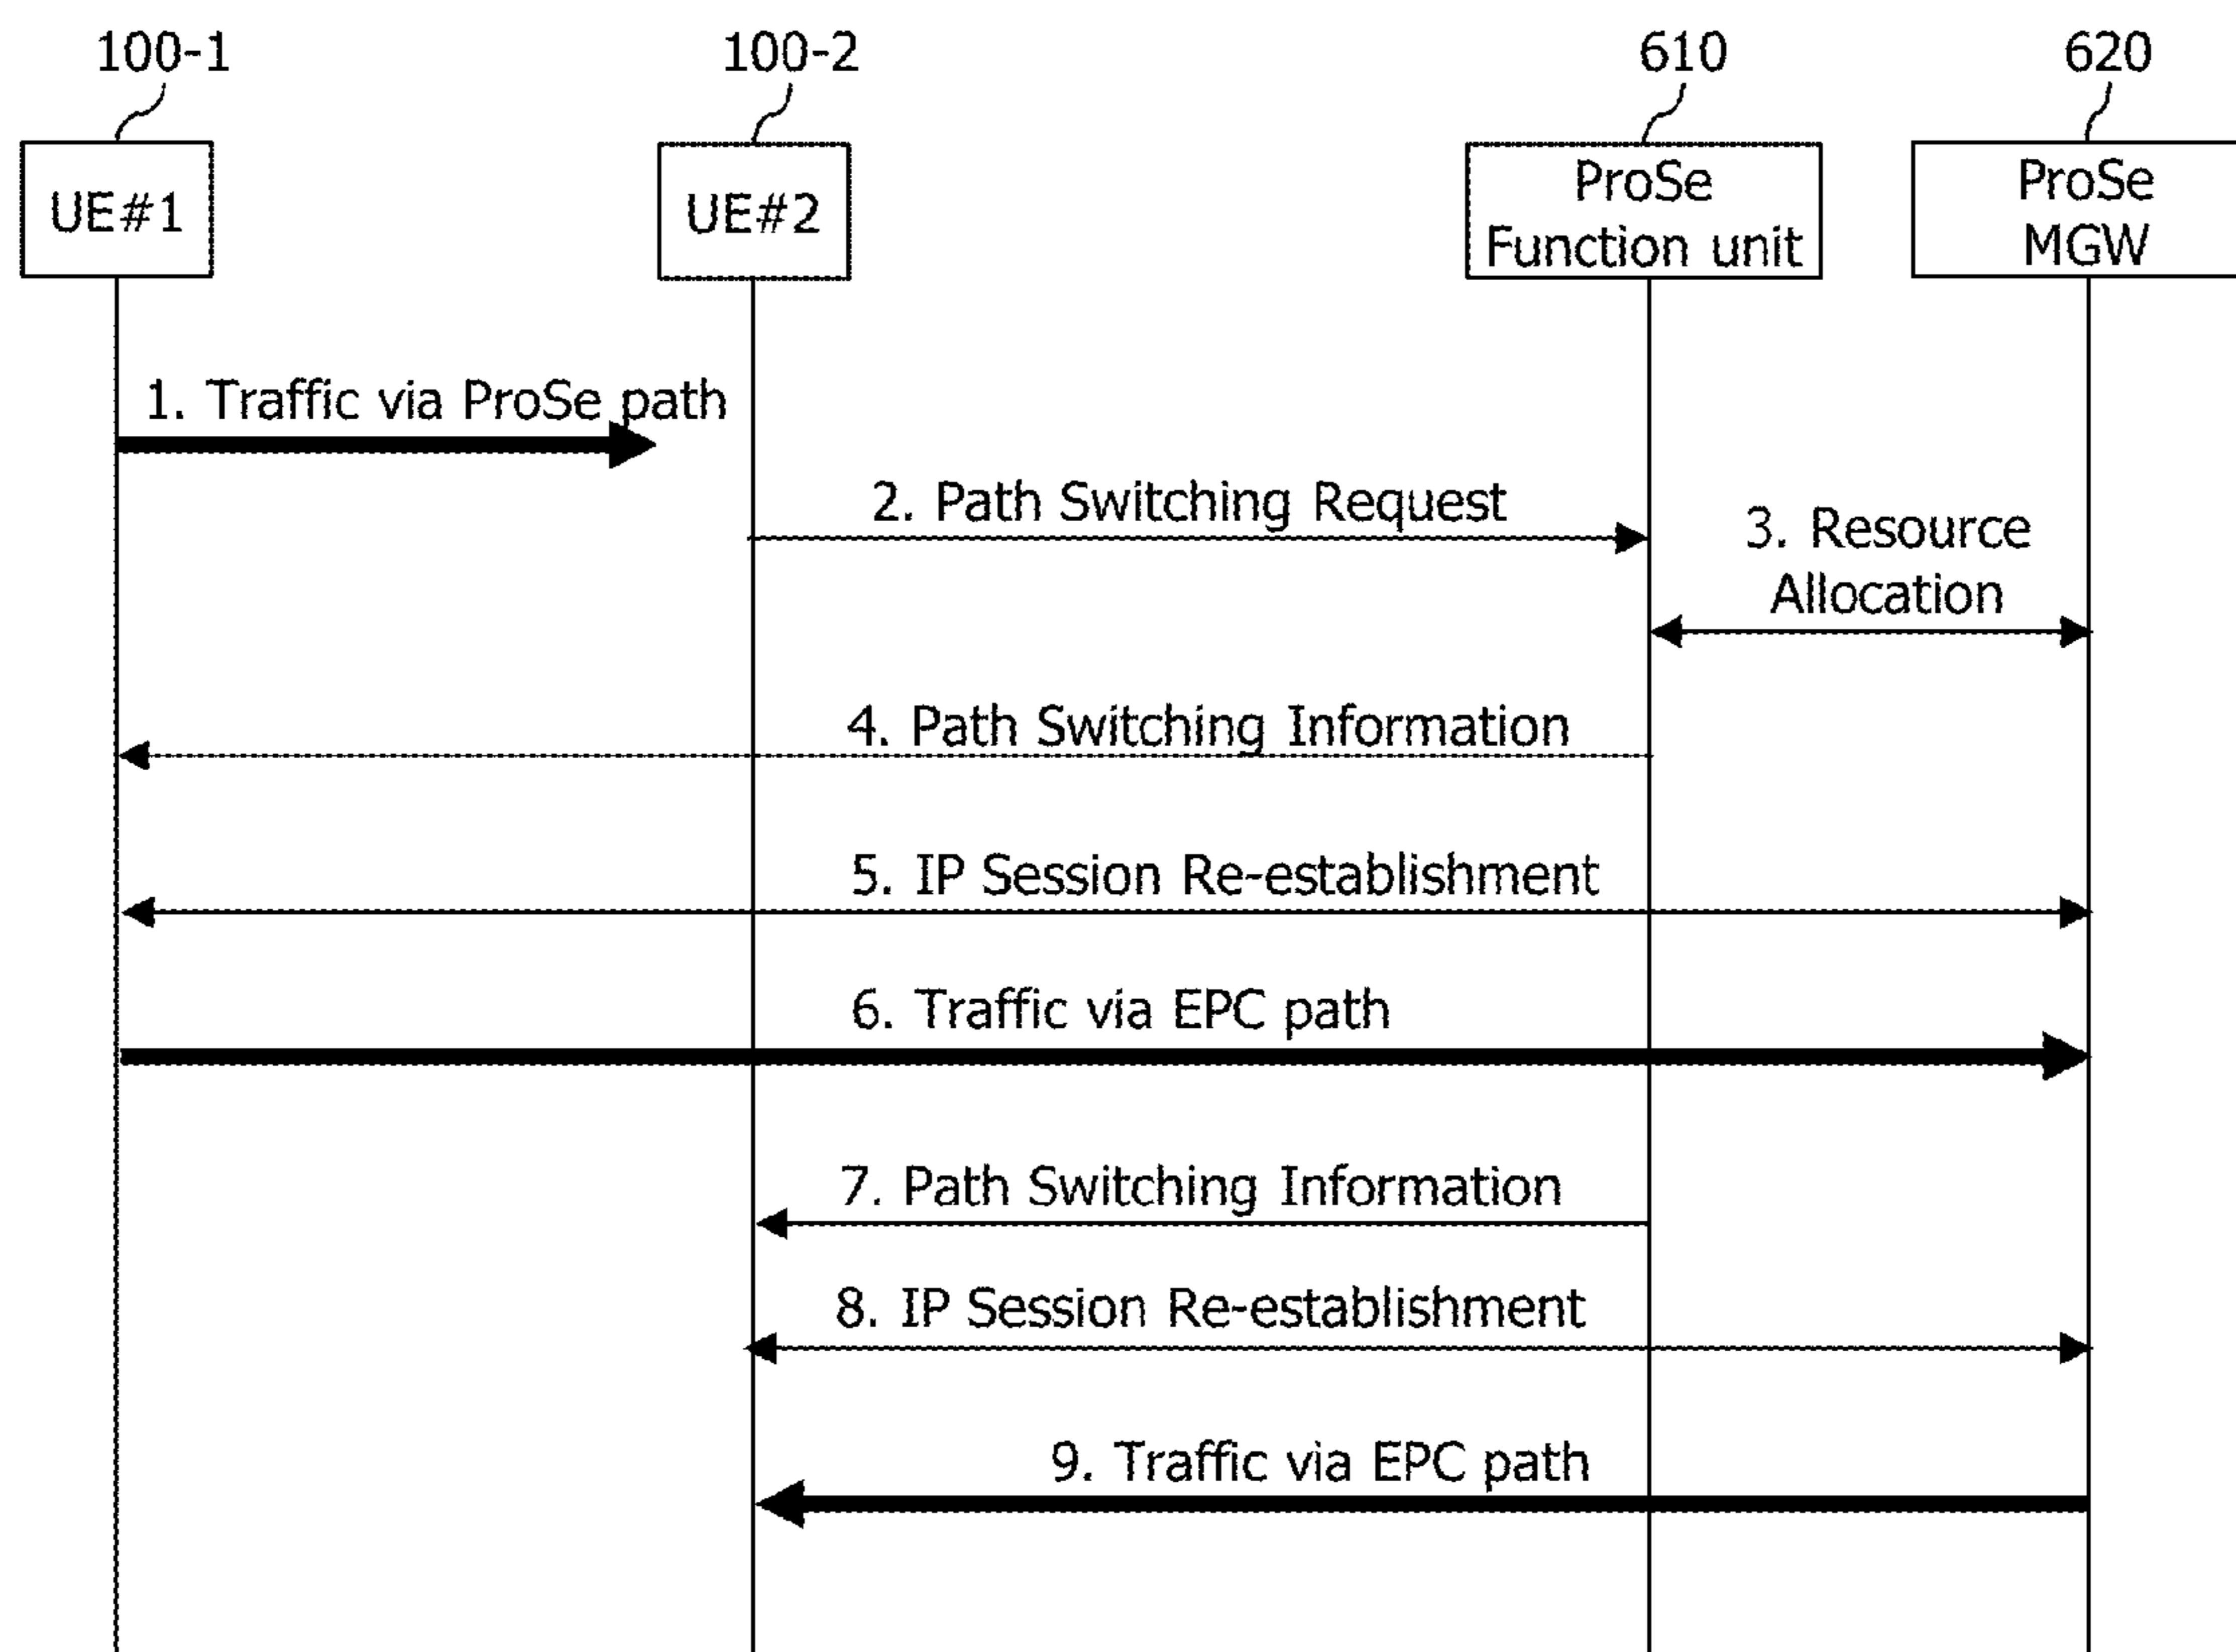 100-1
100-2
610
620
UE#1
UE#2
ProSe
Function unit
ProSe
MGW
1. Traffic via ProSe path
2. Path Switching Request
3. Resource
Allocation
4. Path Switching Information
5. IP Session Re-establishment
6. Traffic via EPC path
7. Path Switching Information
8. IP Session Re-establishment
9. Traffic via EPC path